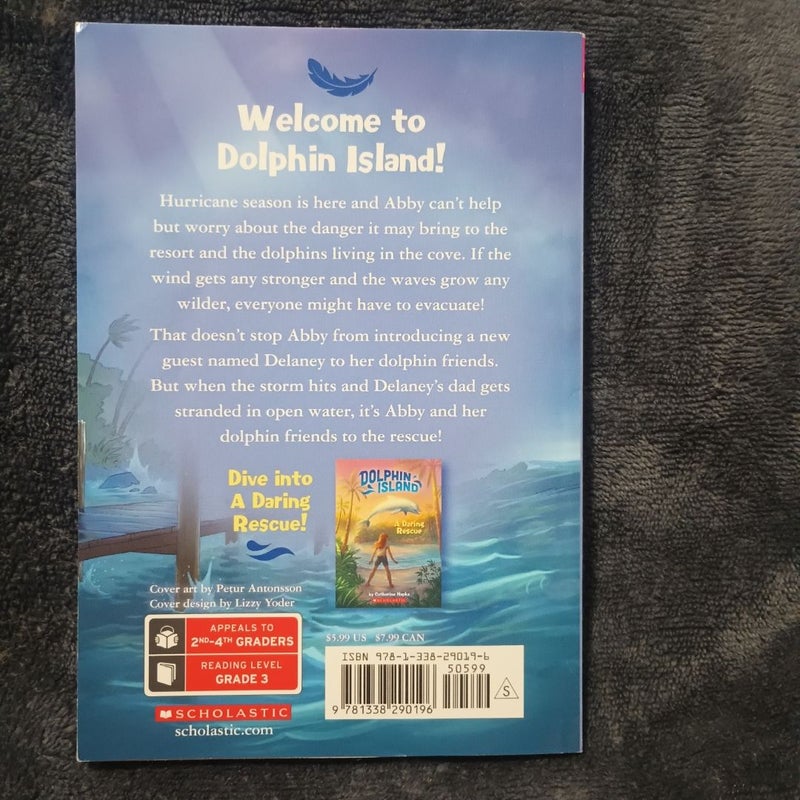 Welcome to
Dolphin Island!
Hurricane season is here and Abby can't help
but worry about the danger it may bring to the
resort and the dolphins living in the cove. If the
wind gets any stronger and the waves grow any
wilder, everyone might have to evacuate!
That doesn't stop Abby from introducing a new
guest named Delaney to her dolphin friends.
But when the storm hits and Delaney's dad gets
stranded in open water, it's Abby and her
dolphin friends to the rescue!
Dive into
A Daring
Rescue!
DOLPHIN
ISLAND
A Daring
Rescue
by Catherine Hapka
SCHOLASTIC
Cover art by Petur Antonsson
Cover design by Lizzy Yoder
APPEALS TO
2ND–4TH GRADERS
READING LEVEL
GRADE 3
SCHOLASTIC
scholastic.com
$5.99 US $7.99 CAN
ISBN 978-1-338-29019-6
50599
9 781338 290196
S